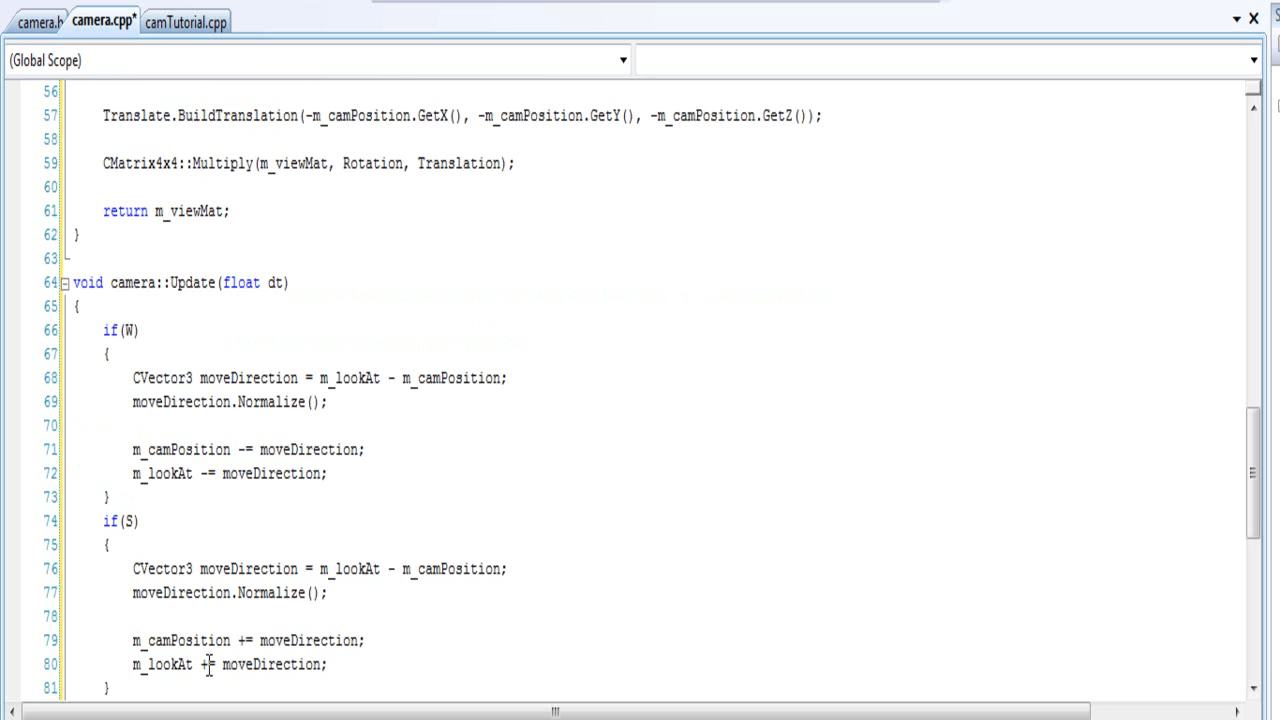 camera.h camera.cpp* camTutorial.cpp
(Global Scope)
56
57 Translate.BuildTranslation(-m_camPosition.GetX(), -m_camPosition.GetY(), -m_camPosition.GetZ());
58
59 CMatrix4x4::Multiply(m_viewMat, Rotation, Translation);
60
61 return m_viewMat;
62 }
63
64 void camera::Update(float dt)
65 {
66 if(W)
67 {
68 CVector3 moveDirection = m_lookAt - m_camPosition;
69 moveDirection.Normalize();
70
71 m_camPosition -= moveDirection;
72 m_lookAt -= moveDirection;
73 }
74 if(S)
75 {
76 CVector3 moveDirection = m_lookAt - m_camPosition;
77 moveDirection.Normalize();
78
79 m_camPosition += moveDirection;
80 m_lookAt += moveDirection;
81 }